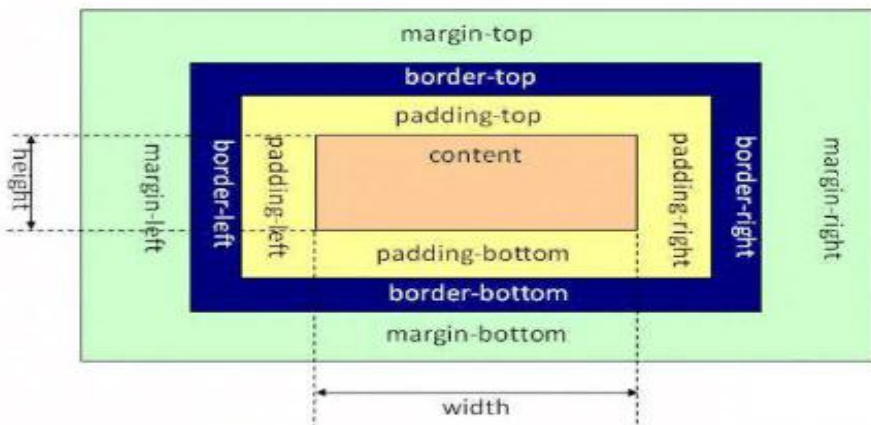 margin-top
border-top
padding-top
content
height
margin-left
border-left
padding-left
padding-right
border-right
margin-right
padding-bottom
border-bottom
margin-bottom
width